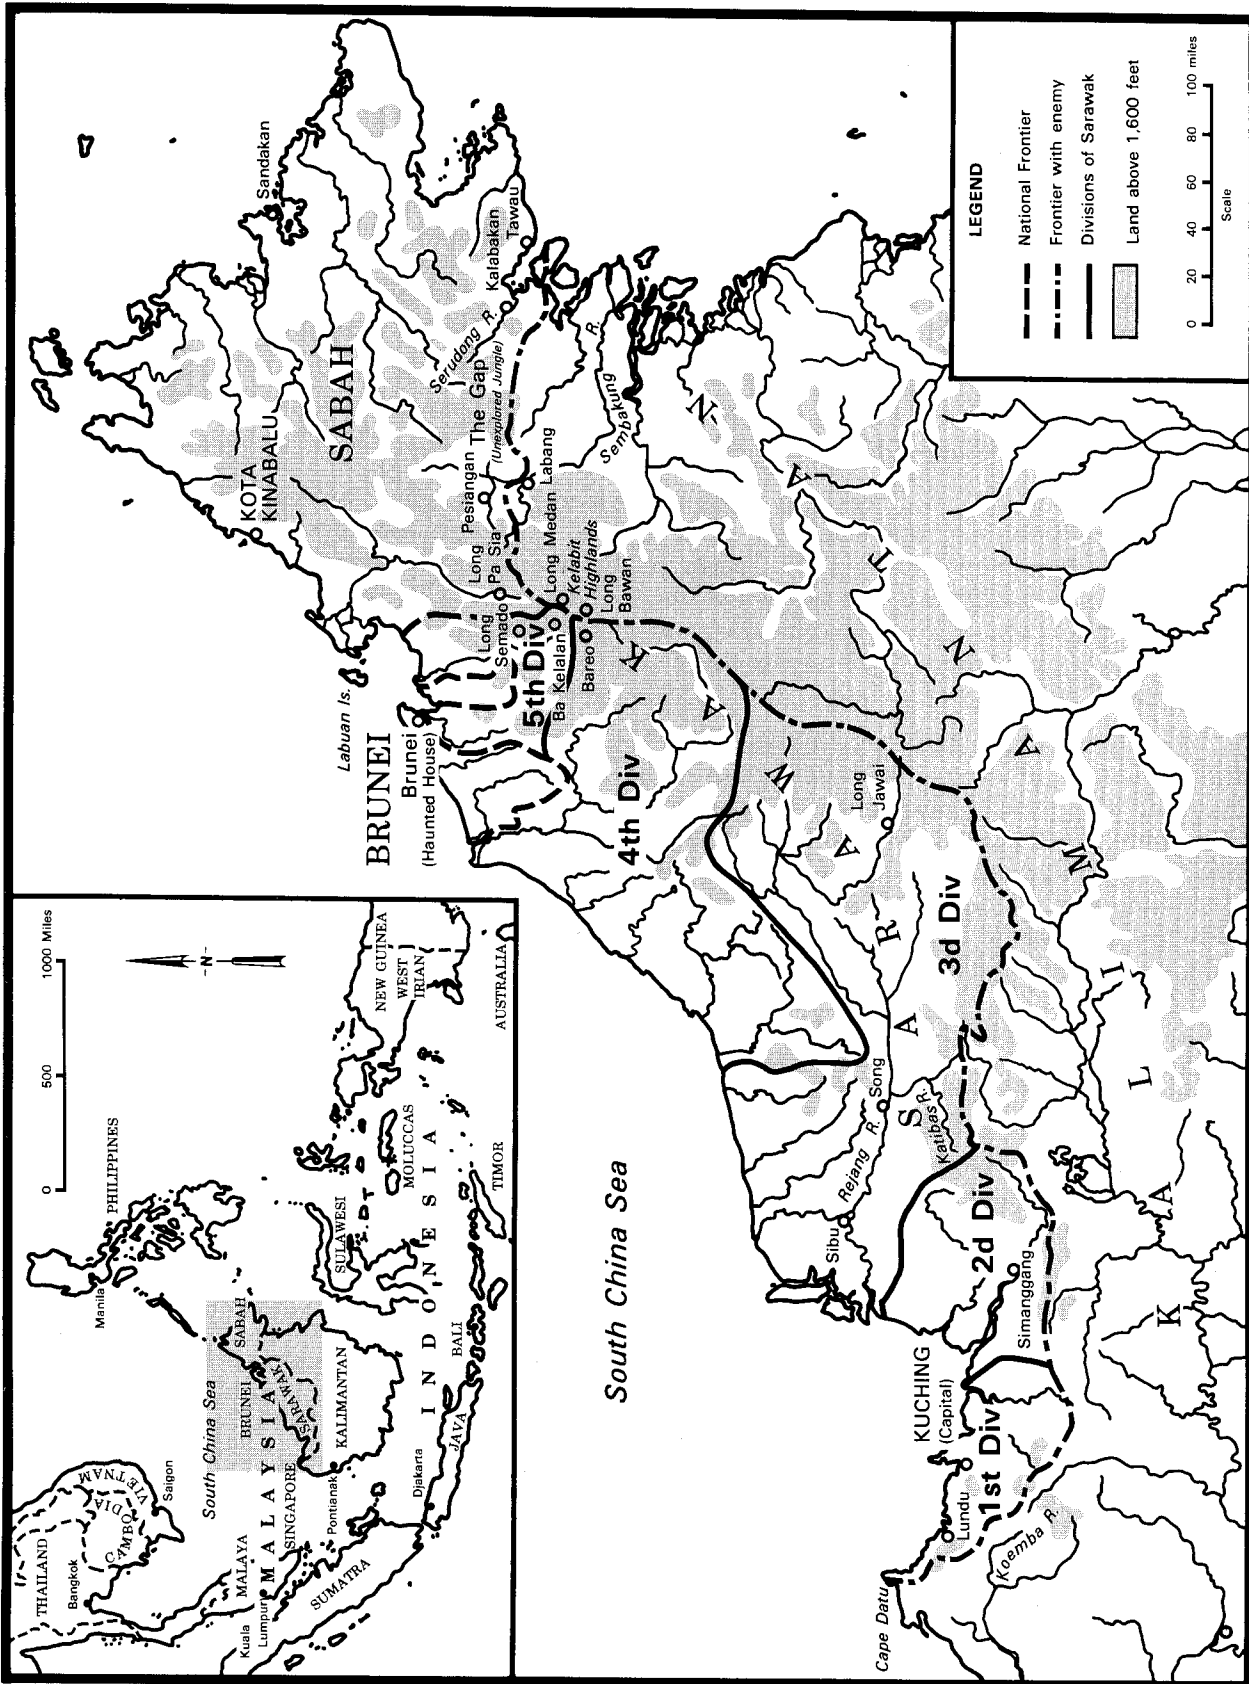 THAILAND
Bangkok
CAMBO
DIA
VIETNAM
Saigon
South China Sea
Manila
PHILIPPINES
0 500 1000 Miles
-N-
Kuala
Lumpur
MALAYA
MALAYSIA
SINGAPORE
BRUNEI
SABAH
SARAWAK
KALIMANTAN
Pontianak
SUMATRA
Djakarta
JAVA
BALI
INDONESIA
SULAWESI
MOLUCCAS
TIMOR
NEW GUINEA
WEST
IRIAN
AUSTRALIA
South China Sea
Labuan Is.
BRUNEI
Brunei
(Haunted House)
KOTA
KINABALU
SABAH
Sandakan
Kalabakan
Tawau
Serudong R.
The Gap
(Unexplored Jungle)
Pesiangan
Long
Pa Sia
Long
Semado
Labang
Long Medan
Kelabit
Highlands
Long
Bawan
Ba Kelalan
Bareo
Sembakung R.
5th Div
4th Div
3d Div
2d Div
1st Div
SARAWAK
Long
Jawai
Song
Katibas R.
Rejang R.
Sibu
Simanggang
KUCHING
(Capital)
Lundu
Cape Datu
Koemba R.
KALIMANTAN
LEGEND
National Frontier
Frontier with enemy
Divisions of Sarawak
Land above 1,600 feet
0 20 40 60 80 100 miles
Scale